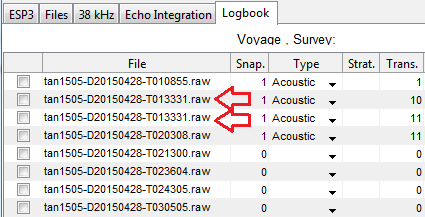 ESP3 Files 38 kHz Echo Integration Logbook
Voyage , Survey:
File Snap. Type Strat. Trans.
tan1505-D20150428-T010855.raw 1 Acoustic 1
tan1505-D20150428-T013331.raw 1 Acoustic 10
tan1505-D20150428-T013331.raw 1 Acoustic 11
tan1505-D20150428-T020308.raw 1 Acoustic 11
tan1505-D20150428-T021300.raw 0
tan1505-D20150428-T023604.raw 0
tan1505-D20150428-T024305.raw 0
tan1505-D20150428-T030505.raw 0